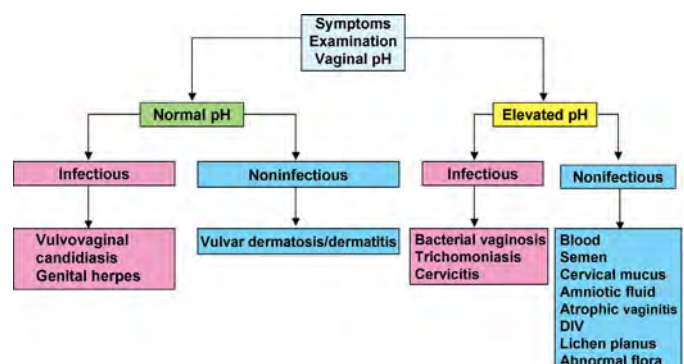 Symptoms
Examination
Vaginal pH
Normal pH
Elevated pH
Infectious
Noninfectious
Infectious
Nonifectious
Vulvovaginal
candidiasis
Genital herpes
Vulvar dermatosis/dermatitis
Bacterial vaginosis
Trichomoniasis
Cervicitis
Blood
Semen
Cervical mucus
Amniotic fluid
Atrophic vaginitis
DIV
Lichen planus
Abnormal flora